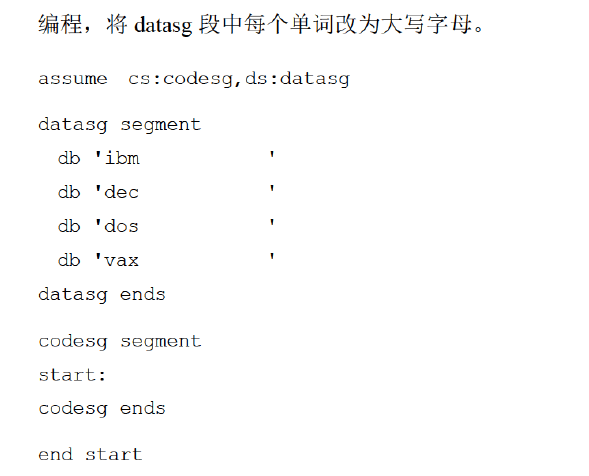 编程，将 datasg 段中每个单词改为大写字母。
assume  cs:codesg,ds:datasg
datasg segment
  db 'ibm             '
  db 'dec             '
  db 'dos             '
  db 'vax             '
datasg ends
codesg segment
start:
codesg ends
end start